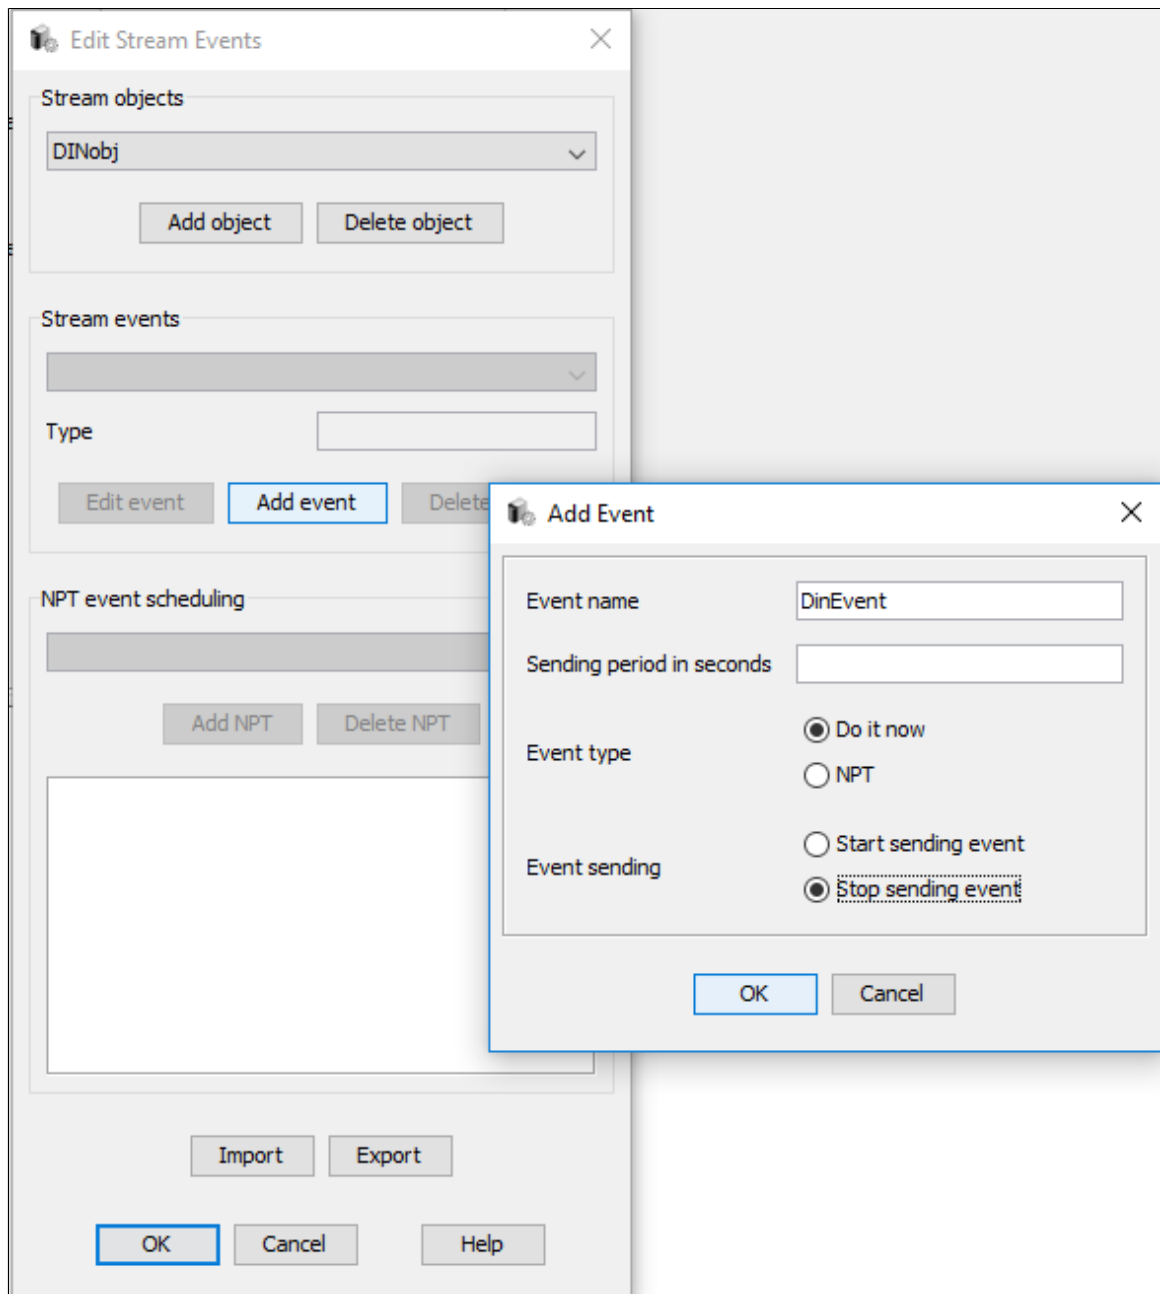 Edit Stream Events
Stream objects
DINobj
Add object Delete object
Stream events
Type
Edit event Add event Delete
NPT event scheduling
Add NPT Delete NPT
Import Export
OK Cancel Help
Add Event
Event name DinEvent
Sending period in seconds
Event type
Do it now
NPT
Event sending
Start sending event
Stop sending event
OK Cancel